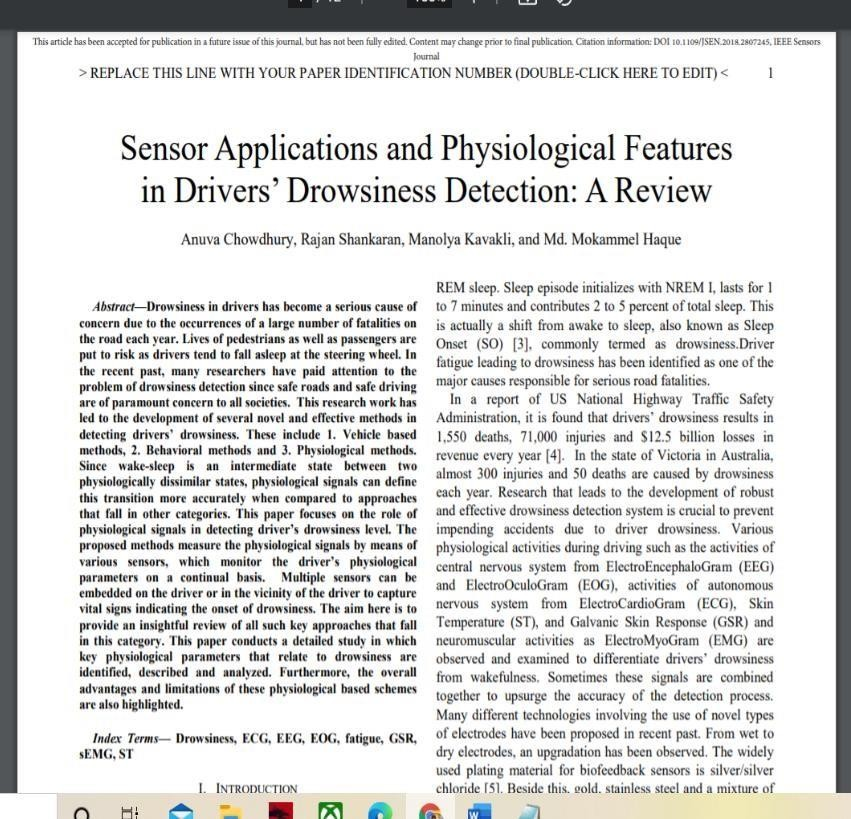 This article has been accepted for publication in a future issue of this journal, but has not been fully edited. Content may change prior to final publication. Citation information: DOI 10.1109/JSEN.2018.2807245, IEEE Sensors
Journal
> REPLACE THIS LINE WITH YOUR PAPER IDENTIFICATION NUMBER (DOUBLE-CLICK HERE TO EDIT) < 1
Sensor Applications and Physiological Features
in Drivers' Drowsiness Detection: A Review
Anuva Chowdhury, Rajan Shankaran, Manolya Kavakli, and Md. Mokammel Haque
Abstract—Drowsiness in drivers has become a serious cause of
concern due to the occurrences of a large number of fatalities on
the road each year. Lives of pedestrians as well as passengers are
put to risk as drivers tend to fall asleep at the steering wheel. In
the recent past, many researchers have paid attention to the
problem of drowsiness detection since safe roads and safe driving
are of paramount concern to all societies. This research work has
led to the development of several novel and effective methods in
detecting drivers' drowsiness. These include 1. Vehicle based
methods, 2. Behavioral methods and 3. Physiological methods.
Since wake-sleep is an intermediate state between two
physiologically dissimilar states, physiological signals can define
this transition more accurately when compared to approaches
that fall in other categories. This paper focuses on the role of
physiological signals in detecting driver's drowsiness level. The
proposed methods measure the physiological signals by means of
various sensors, which monitor the driver's physiological
parameters on a continual basis. Multiple sensors can be
embedded on the driver or in the vicinity of the driver to capture
vital signs indicating the onset of drowsiness. The aim here is to
provide an insightful review of all such key approaches that fall
in this category. This paper conducts a detailed study in which
key physiological parameters that relate to drowsiness are
identified, described and analyzed. Furthermore, the overall
advantages and limitations of these physiological based schemes
are also highlighted.
Index Terms— Drowsiness, ECG, EEG, EOG, fatigue, GSR,
sEMG, ST
I. INTRODUCTION
REM sleep. Sleep episode initializes with NREM I, lasts for 1
to 7 minutes and contributes 2 to 5 percent of total sleep. This
is actually a shift from awake to sleep, also known as Sleep
Onset (SO) [3], commonly termed as drowsiness.Driver
fatigue leading to drowsiness has been identified as one of the
major causes responsible for serious road fatalities.
In a report of US National Highway Traffic Safety
Administration, it is found that drivers' drowsiness results in
1,550 deaths, 71,000 injuries and $12.5 billion losses in
revenue every year [4]. In the state of Victoria in Australia,
almost 300 injuries and 50 deaths are caused by drowsiness
each year. Research that leads to the development of robust
and effective drowsiness detection system is crucial to prevent
impending accidents due to driver drowsiness. Various
physiological activities during driving such as the activities of
central nervous system from ElectroEncephaloGram (EEG)
and ElectroOculoGram (EOG), activities of autonomous
nervous system from ElectroCardioGram (ECG), Skin
Temperature (ST), and Galvanic Skin Response (GSR) and
neuromuscular activities as ElectroMyoGram (EMG) are
observed and examined to differentiate drivers' drowsiness
from wakefulness. Sometimes these signals are combined
together to upsurge the accuracy of the detection process.
Many different technologies involving the use of novel types
of electrodes have been proposed in recent past. From wet to
dry electrodes, an upgradation has been observed. The widely
used plating material for biofeedback sensors is silver/silver
chloride [5]. Beside this, gold, stainless steel and a mixture of